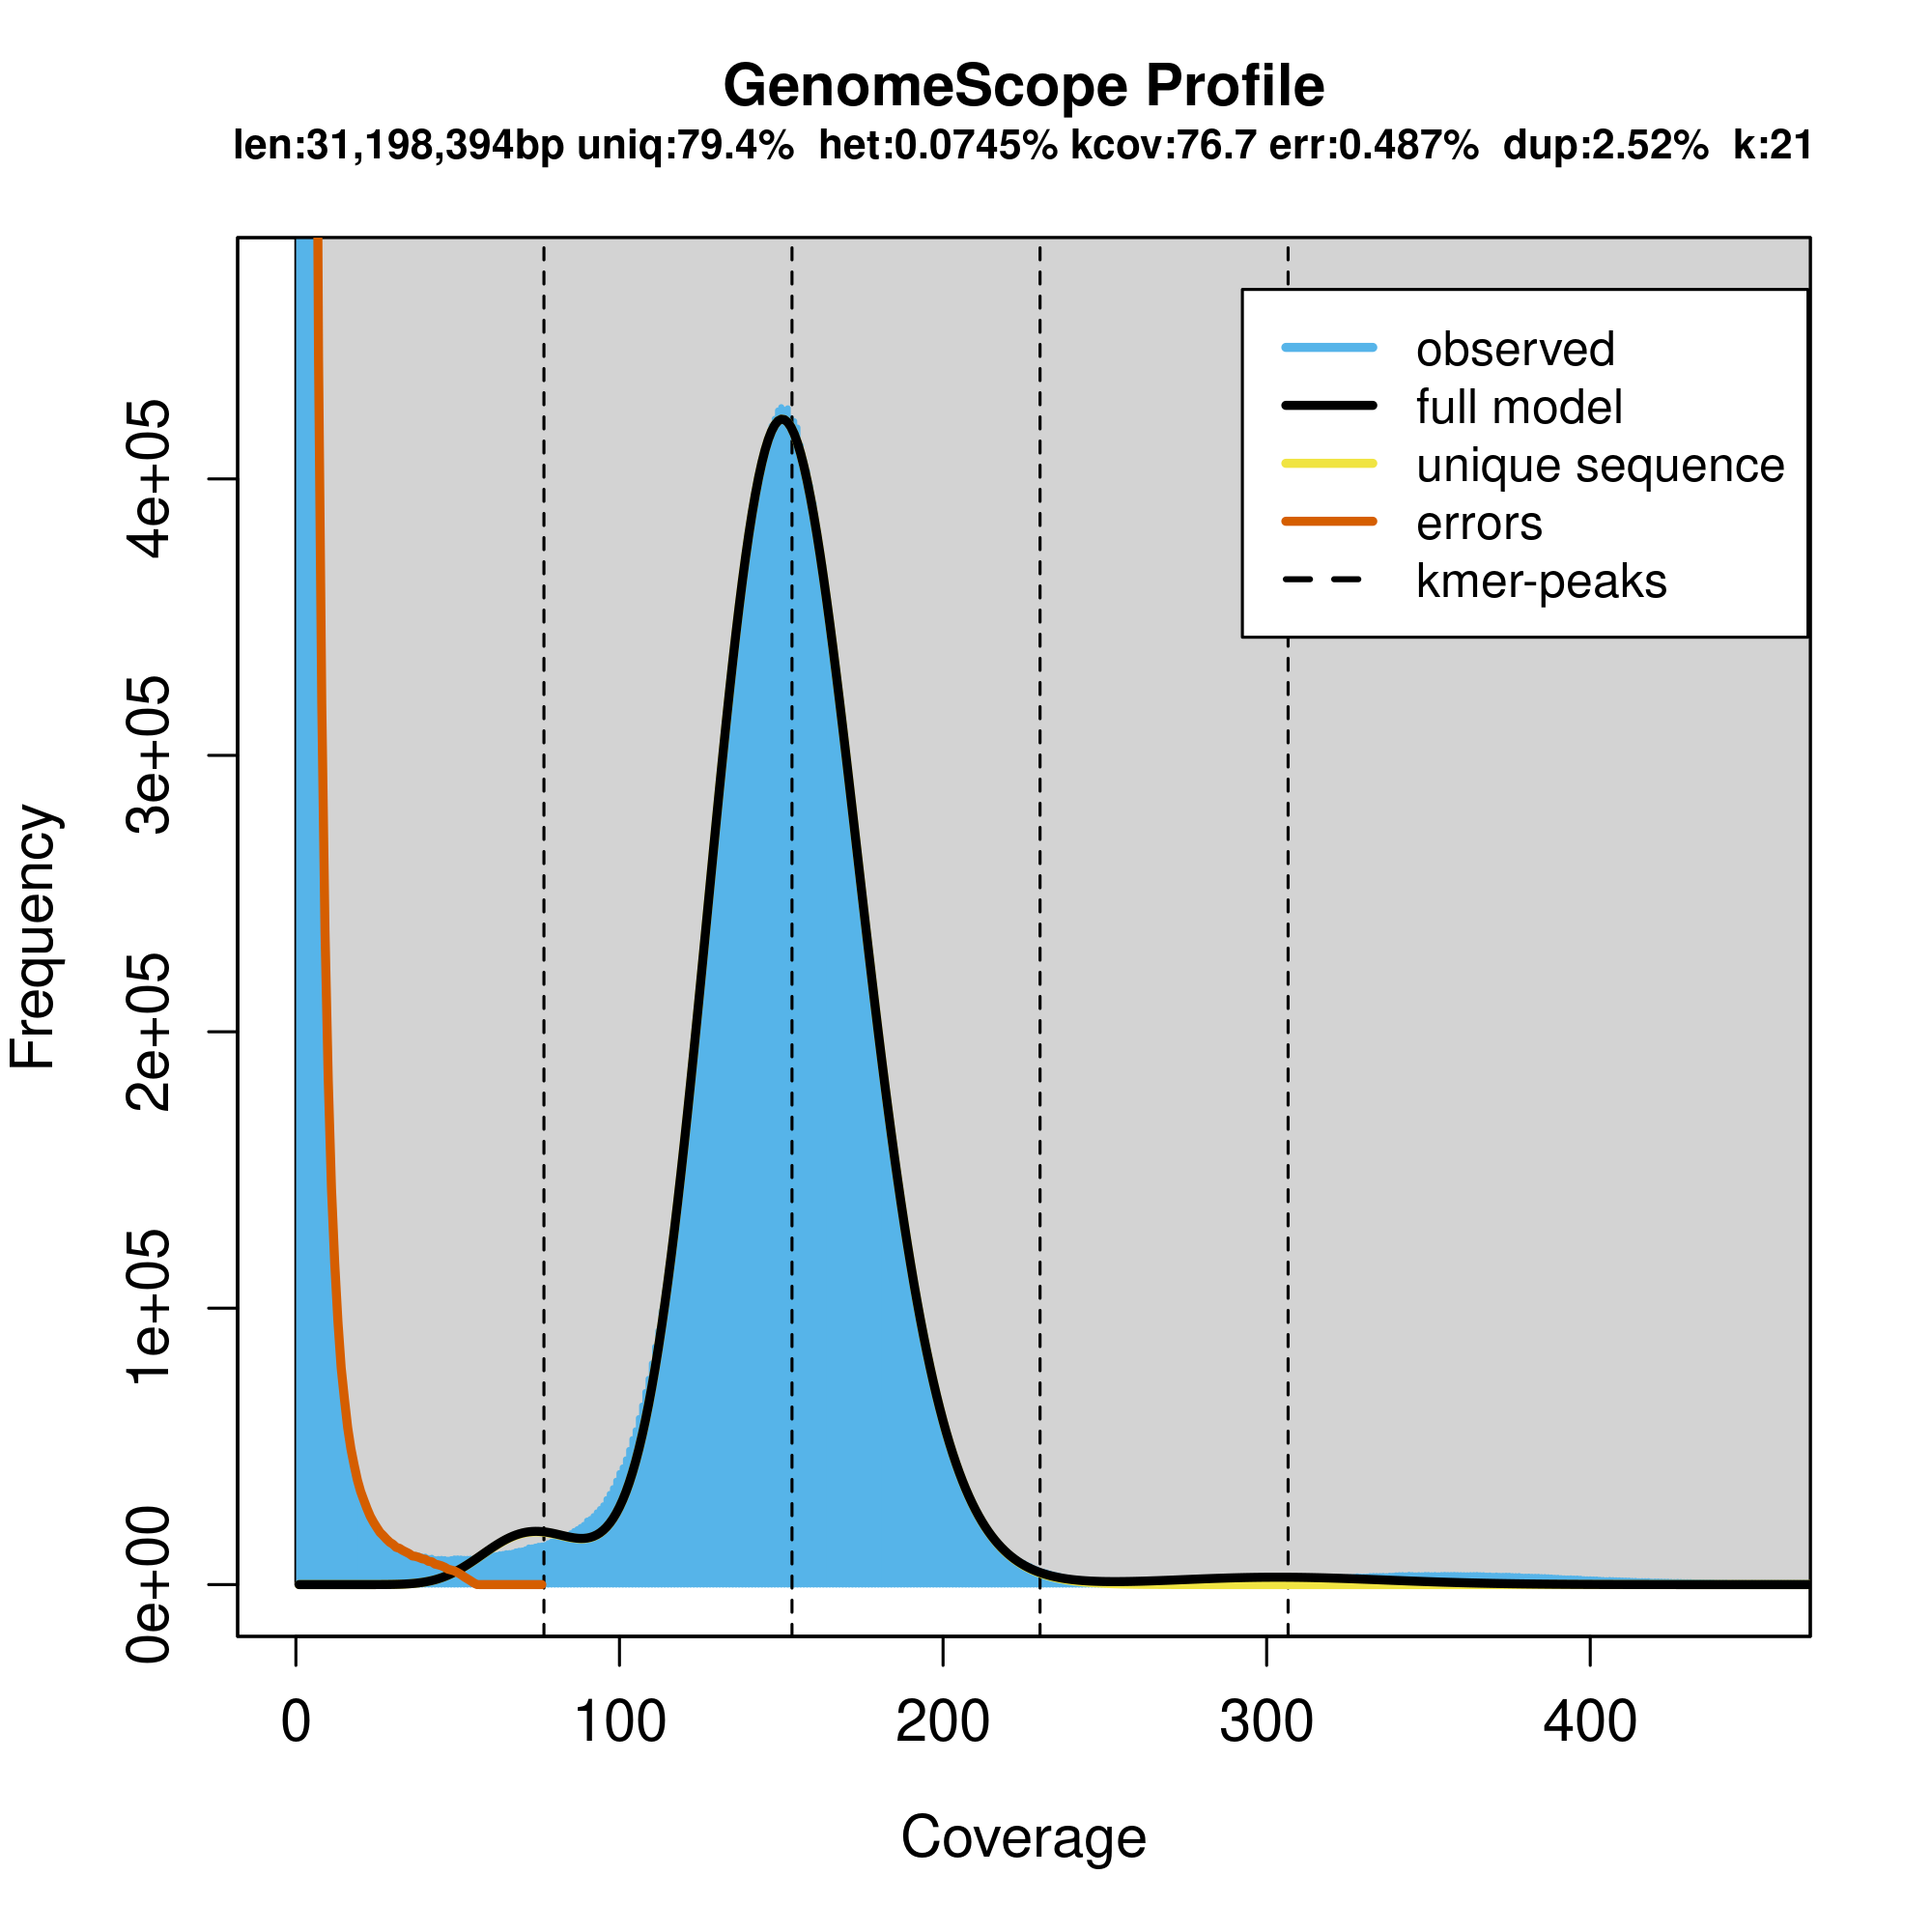 GenomeScope Profile
len:31,198,394bp uniq:79.4% het:0.0745% kcov:76.7 err:0.487% dup:2.52% k:21
observed
full model
unique sequence
errors
kmer-peaks
Frequency
4e+05
3e+05
2e+05
1e+05
0e+00
0 100 200 300 400
Coverage